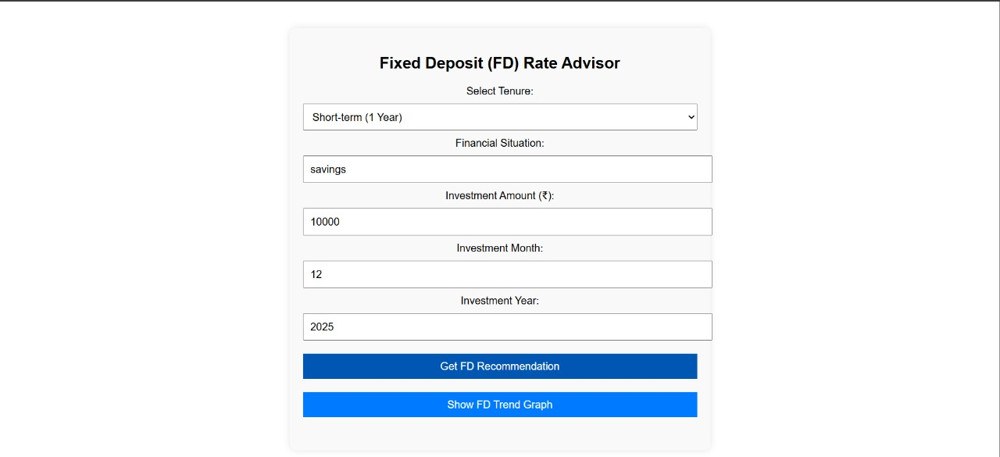 Fixed Deposit (FD) Rate Advisor
Select Tenure:
Short-term (1 Year)
Financial Situation:
savings
Investment Amount (₹):
10000
Investment Month:
12
Investment Year:
2025
Get FD Recommendation
Show FD Trend Graph